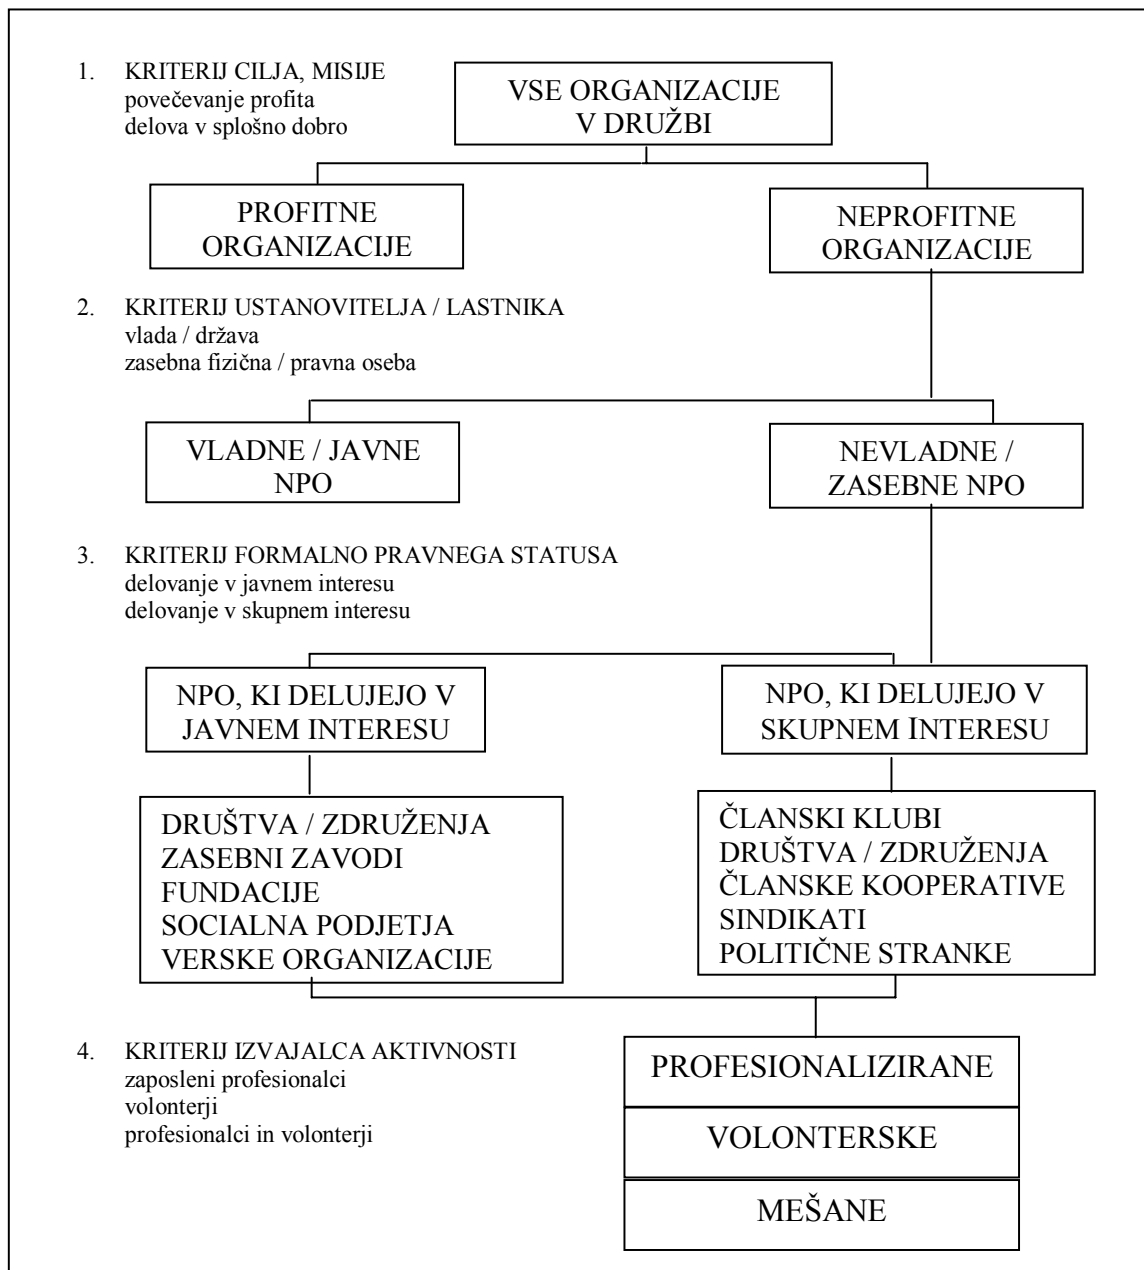 1. KRITERIJ CILJA, MISIJE
povečevanje profita
delova v splošno dobro
VSE ORGANIZACIJE
V DRUŽBI
PROFITNE
ORGANIZACIJE
NEPROFITNE
ORGANIZACIJE
2. KRITERIJ USTANOVITELJA / LASTNIKA
vlada / država
zasebna fizična / pravna oseba
VLADNE / JAVNE
NPO
NEVLADNE /
ZASEBNE NPO
3. KRITERIJ FORMALNO PRAVNEGA STATUSA
delovanje v javnem interesu
delovanje v skupnem interesu
NPO, KI DELUJEJO V
JAVNEM INTERESU
NPO, KI DELUJEJO V
SKUPNEM INTERESU
DRUŠTVA / ZDRUŽENJA
ZASEBNI ZAVODI
FUNDACIJE
SOCIALNA PODJETJA
VERSKE ORGANIZACIJE
ČLANSKI KLUBI
DRUŠTVA / ZDRUŽENJA
ČLANSKE KOOPERATIVE
SINDIKATI
POLITIČNE STRANKE
4. KRITERIJ IZVAJALCA AKTIVNOSTI
zaposleni profesionalci
volonterji
profesionalci in volonterji
PROFESIONALIZIRANE
VOLONTERSKE
MEŠANE